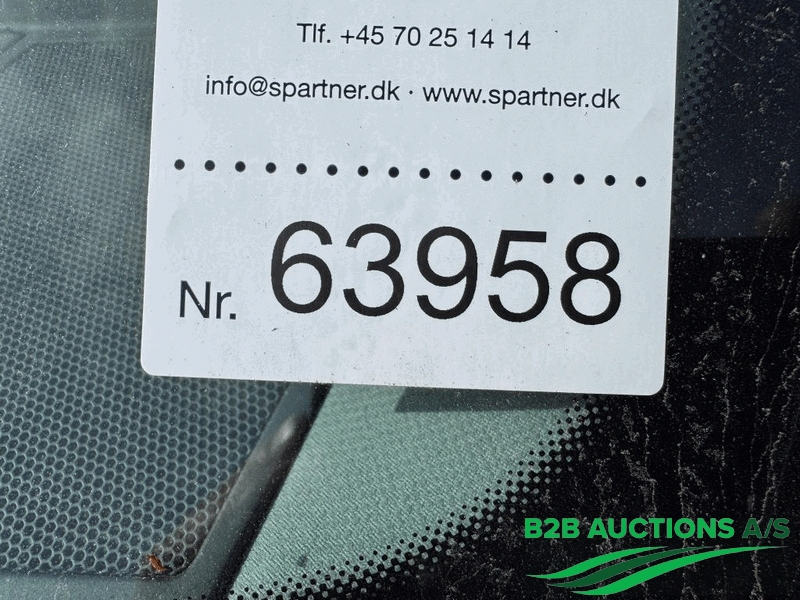 Tlf. +45 70 25 14 14
info@spartner.dk · www.spartner.dk
Nr. 63958
B2B AUCTIONS A/S